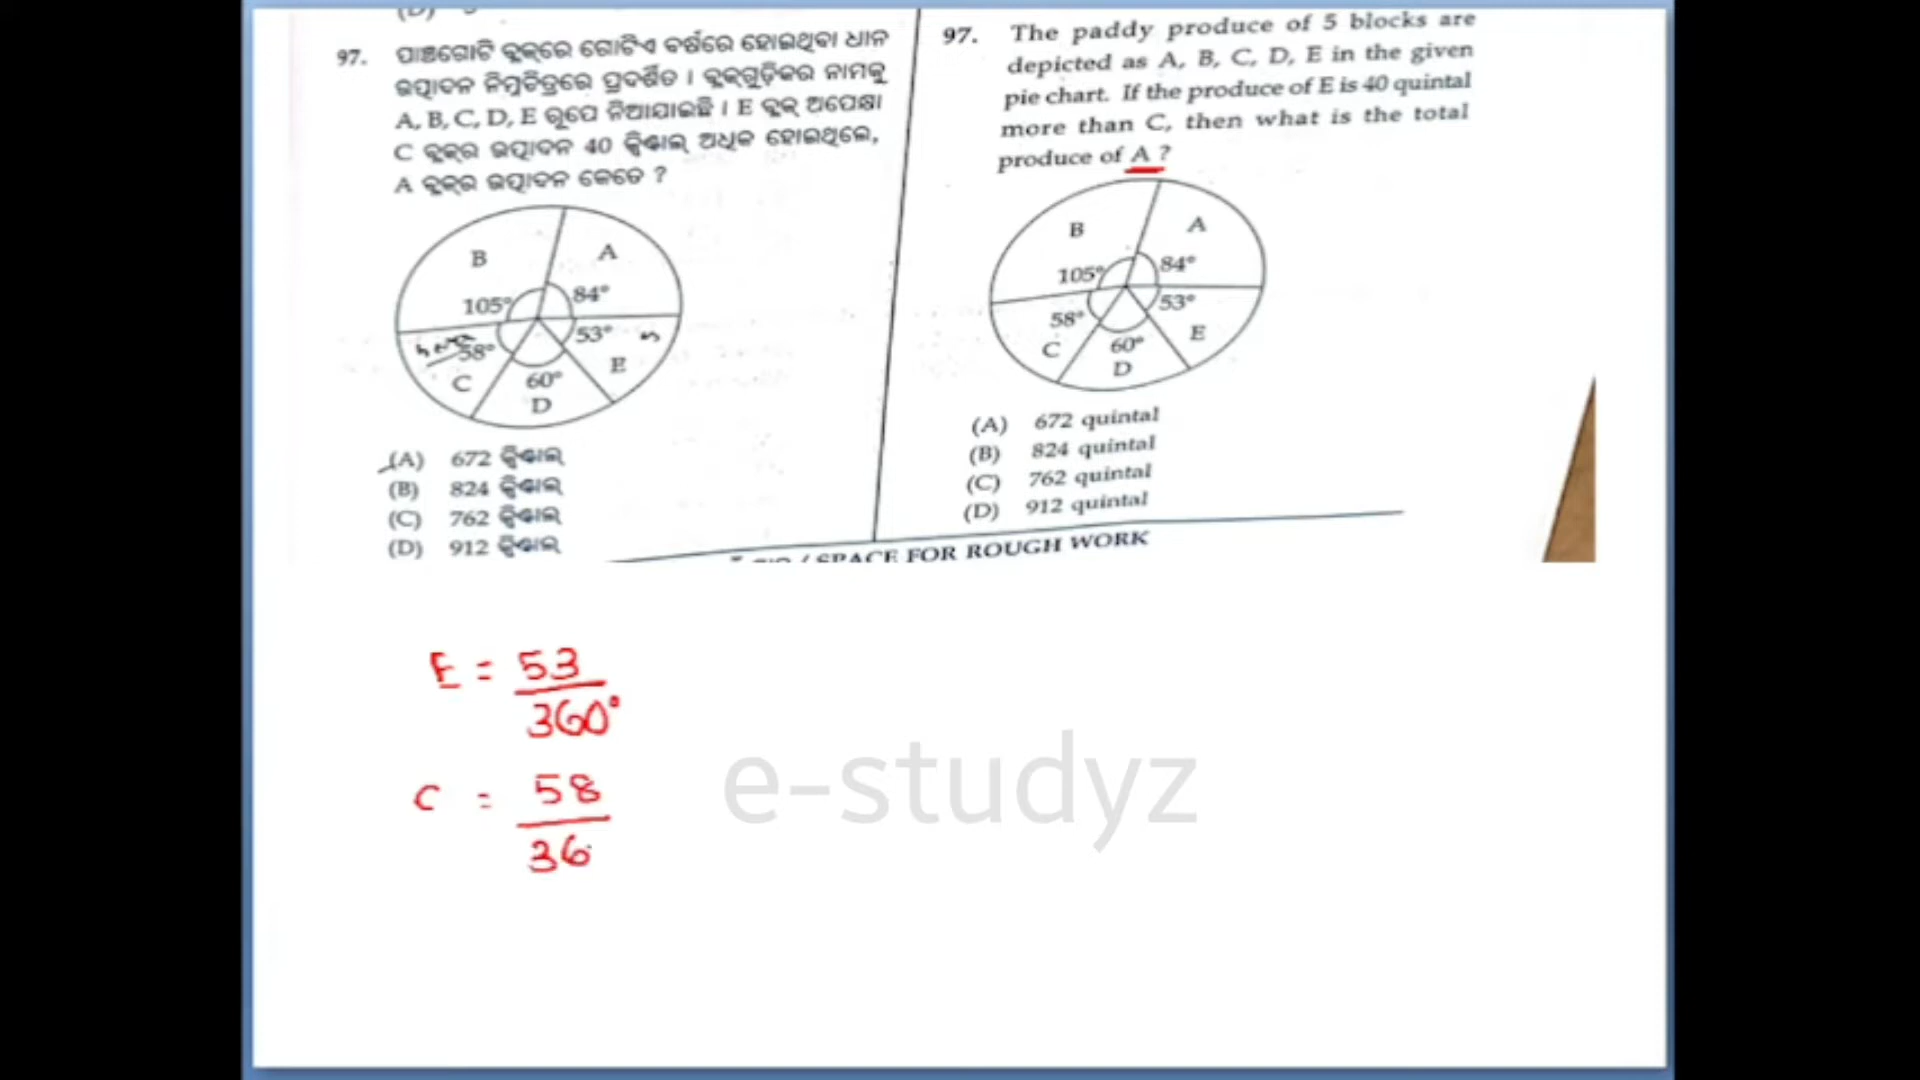 97. ପାଞ୍ଚଗୋଟି ବ୍ଲକ୍‌ରେ ଗୋଟିଏ ବର୍ଷରେ ହୋଇଥିବା ଧାନ
ଉତ୍ପାଦନ ନିମ୍ନଚିତ୍ରରେ ପ୍ରଦର୍ଶିତ । ବ୍ଲକ୍‌ଗୁଡ଼ିକର ନାମକୁ
A, B, C, D, E ରୂପେ ନିଆଯାଇଛି । E ବ୍ଲକ୍ ଅପେକ୍ଷା
C ବ୍ଲକ୍‌ର ଉତ୍ପାଦନ 40 କ୍ୱିଣ୍ଟାଲ୍ ଅଧିକ ହୋଇଥିଲେ,
A ବ୍ଲକ୍‌ର ଉତ୍ପାଦନ କେତେ ?
B
A
105°
84°
58°
53°
C
60°
E
D
(A) 672 କ୍ୱିଣ୍ଟାଲ୍
(B) 824 କ୍ୱିଣ୍ଟାଲ୍
(C) 762 କ୍ୱିଣ୍ଟାଲ୍
(D) 912 କ୍ୱିଣ୍ଟାଲ୍
97. The paddy produce of 5 blocks are
depicted as A, B, C, D, E in the given
pie chart. If the produce of E is 40 quintal
more than C, then what is the total
produce of A ?
B
A
105°
84°
58°
53°
C
60°
E
D
(A) 672 quintal
(B) 824 quintal
(C) 762 quintal
(D) 912 quintal
/ SPACE FOR ROUGH WORK
E = 53
360°
C = 58
36
e-studyz